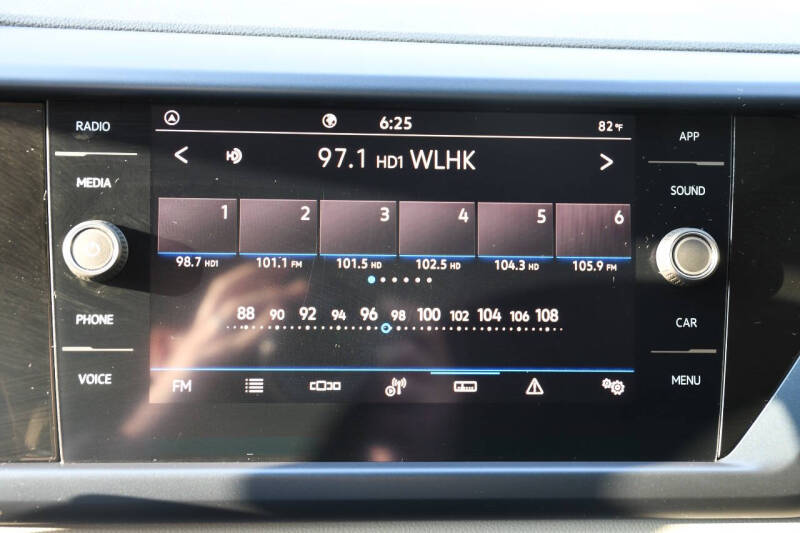 RADIO
MEDIA
PHONE
VOICE
6:25
82°F
97.1 HD1 WLHK
1 2 3 4 5 6
98.7 HD1 101.1 FM 101.5 HD 102.5 HD 104.3 HD 105.9 FM
88 90 92 94 96 98 100 102 104 106 108
FM
APP
SOUND
CAR
MENU